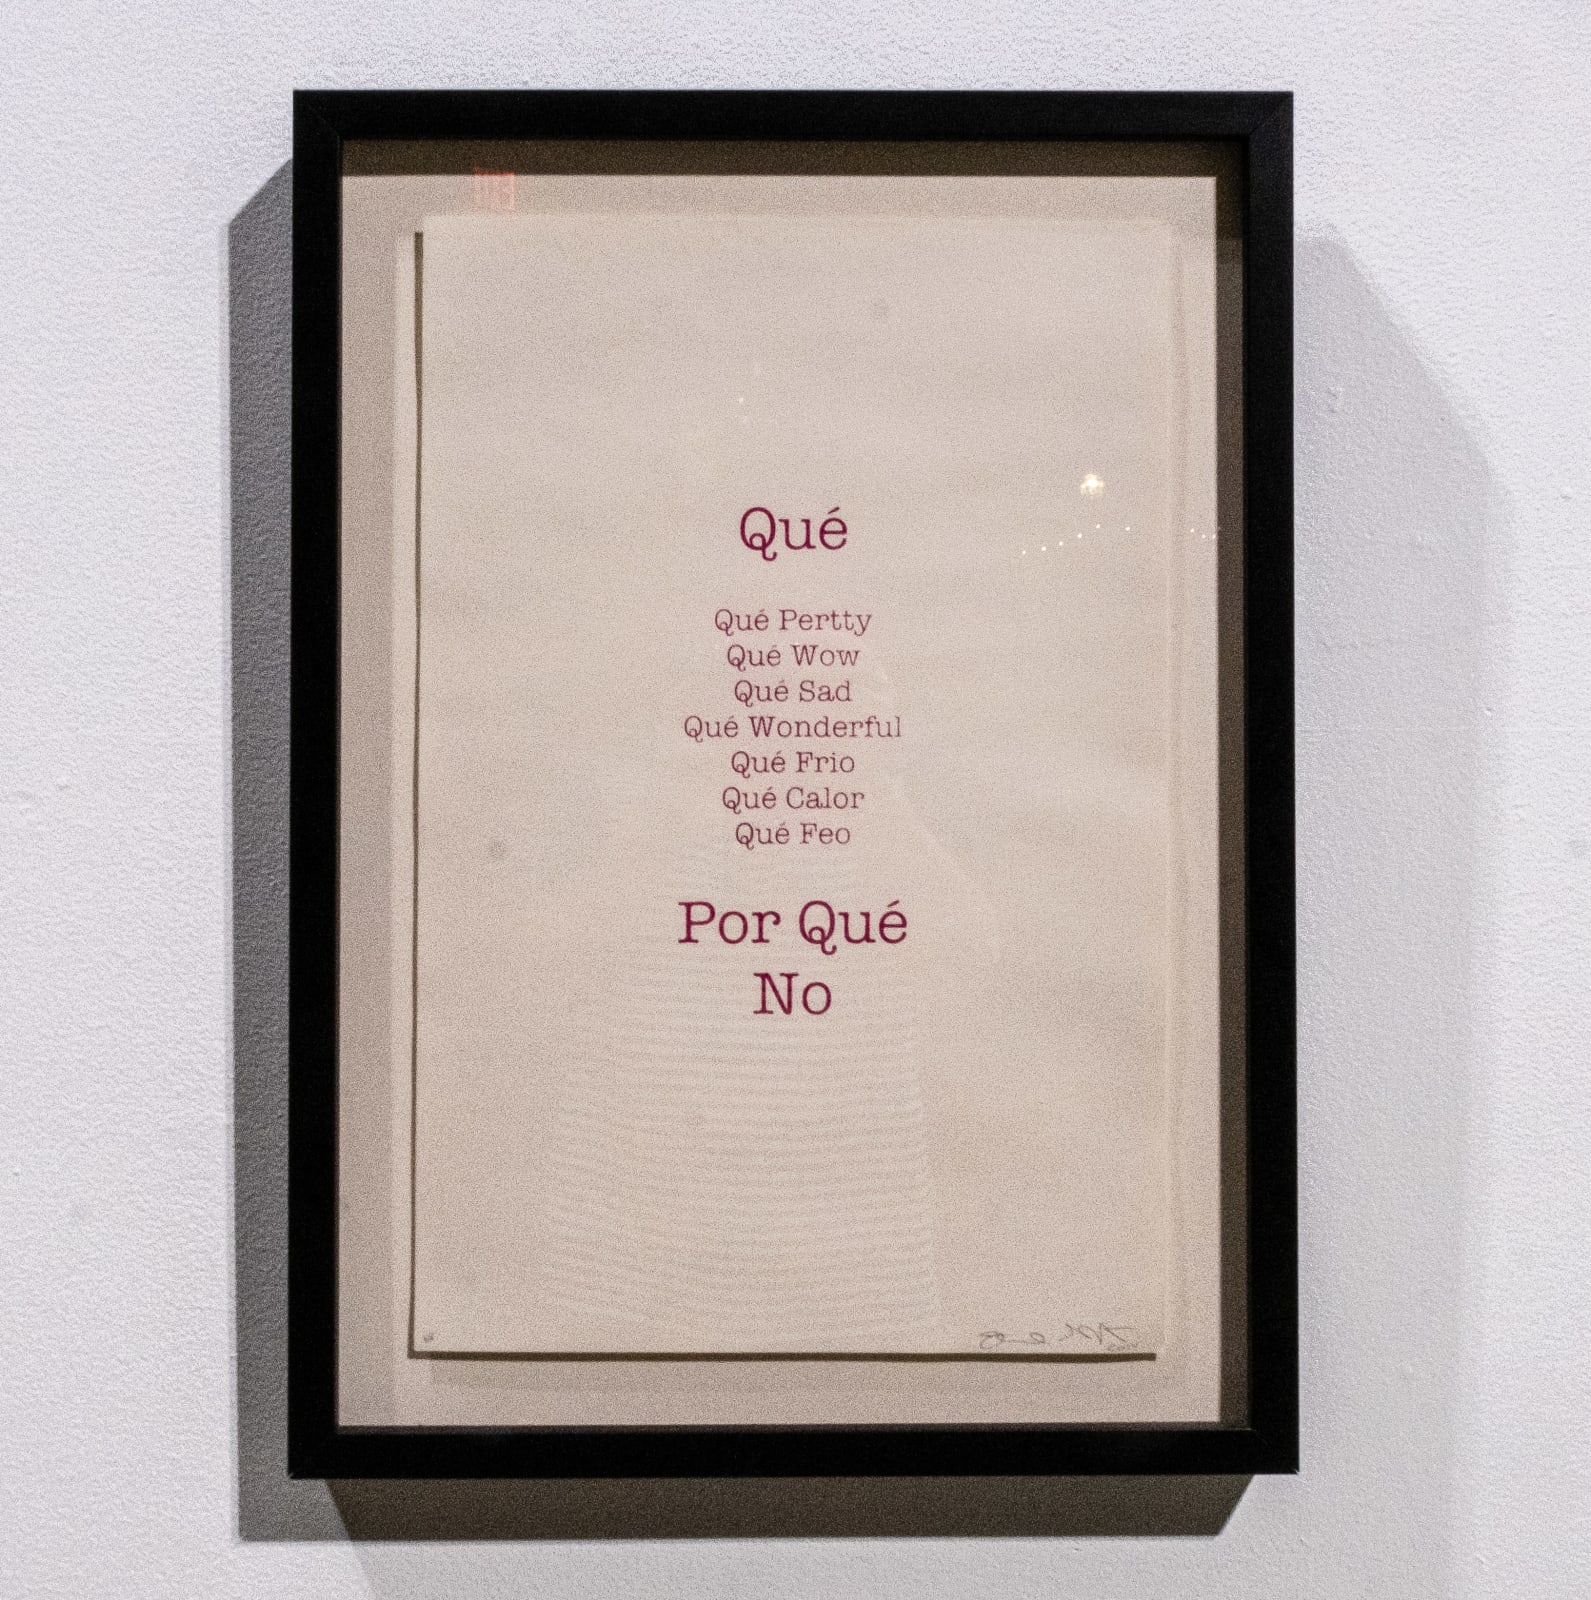 Qué
Qué Pertty
Qué Wow
Qué Sad
Qué Wonderful
Qué Frio
Qué Calor
Qué Feo
Por Qué
No